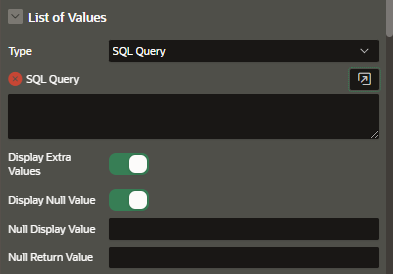 List of Values
Type
SQL Query
SQL Query
Display Extra
Values
Display Null Value
Null Display Value
Null Return Value